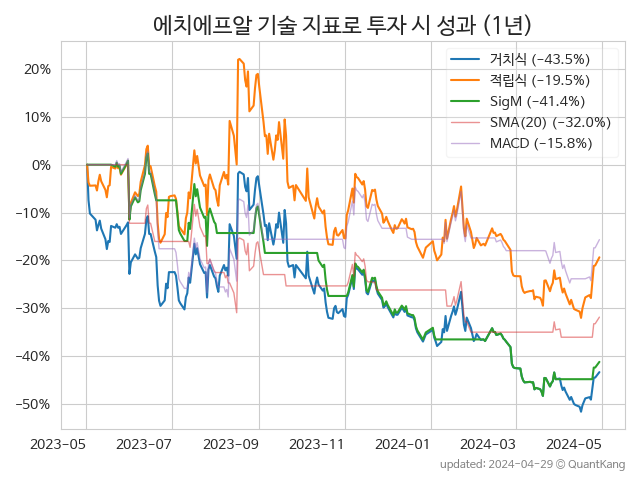 에치에프알 기술 지표로 투자 시 성과 (1년)
거치식 (−43.5%)
적립식 (−19.5%)
SigM (−41.4%)
SMA(20) (−32.0%)
MACD (−15.8%)
20%
10%
0%
−10%
−20%
−30%
−40%
−50%
2023-05 2023-07 2023-09 2023-11 2024-01 2024-03 2024-05
updated: 2024-04-29 © QuantKang